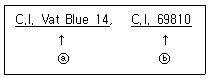 C.I. Vat Blue 14, C.I. 69810
↑ ↑
ⓐ ⓑ